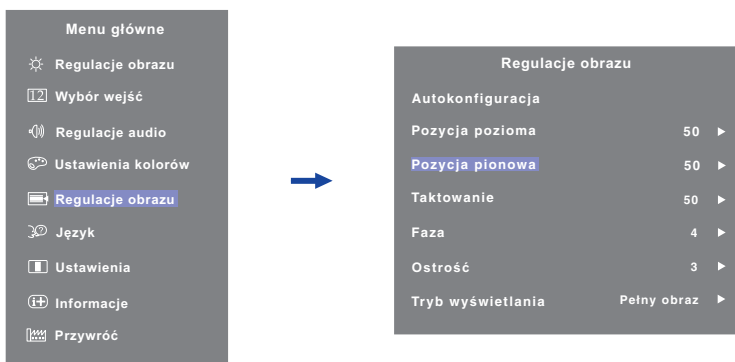 Menu główne
Regulacje obrazu
12 Wybór wejść
Regulacje audio
Ustawienia kolorów
Regulacje obrazu
Język
Ustawienia
Informacje
Przywróć
Regulacje obrazu
Autokonfiguracja
Pozycja pozioma 50
Pozycja pionowa 50
Taktowanie 50
Faza 4
Ostrość 3
Tryb wyświetlania Pełny obraz